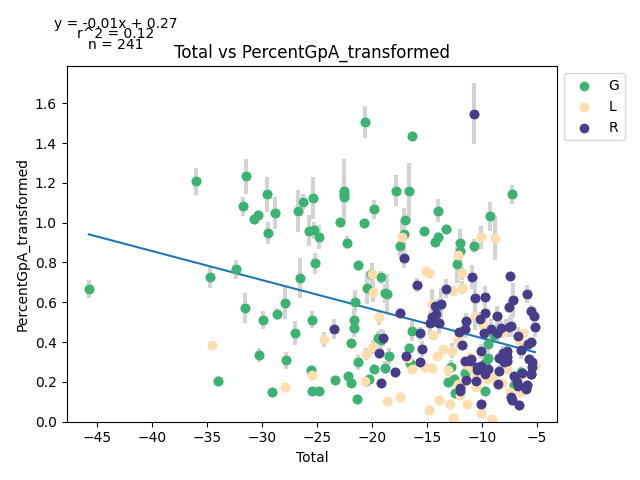 y = -0.01x + 0.27
r^2 = 0.12
n = 241
Total vs PercentGpA_transformed
G
L
R
PercentGpA_transformed
1.6
1.4
1.2
1.0
0.8
0.6
0.4
0.2
0.0
−45 −40 −35 −30 −25 −20 −15 −10 −5
Total